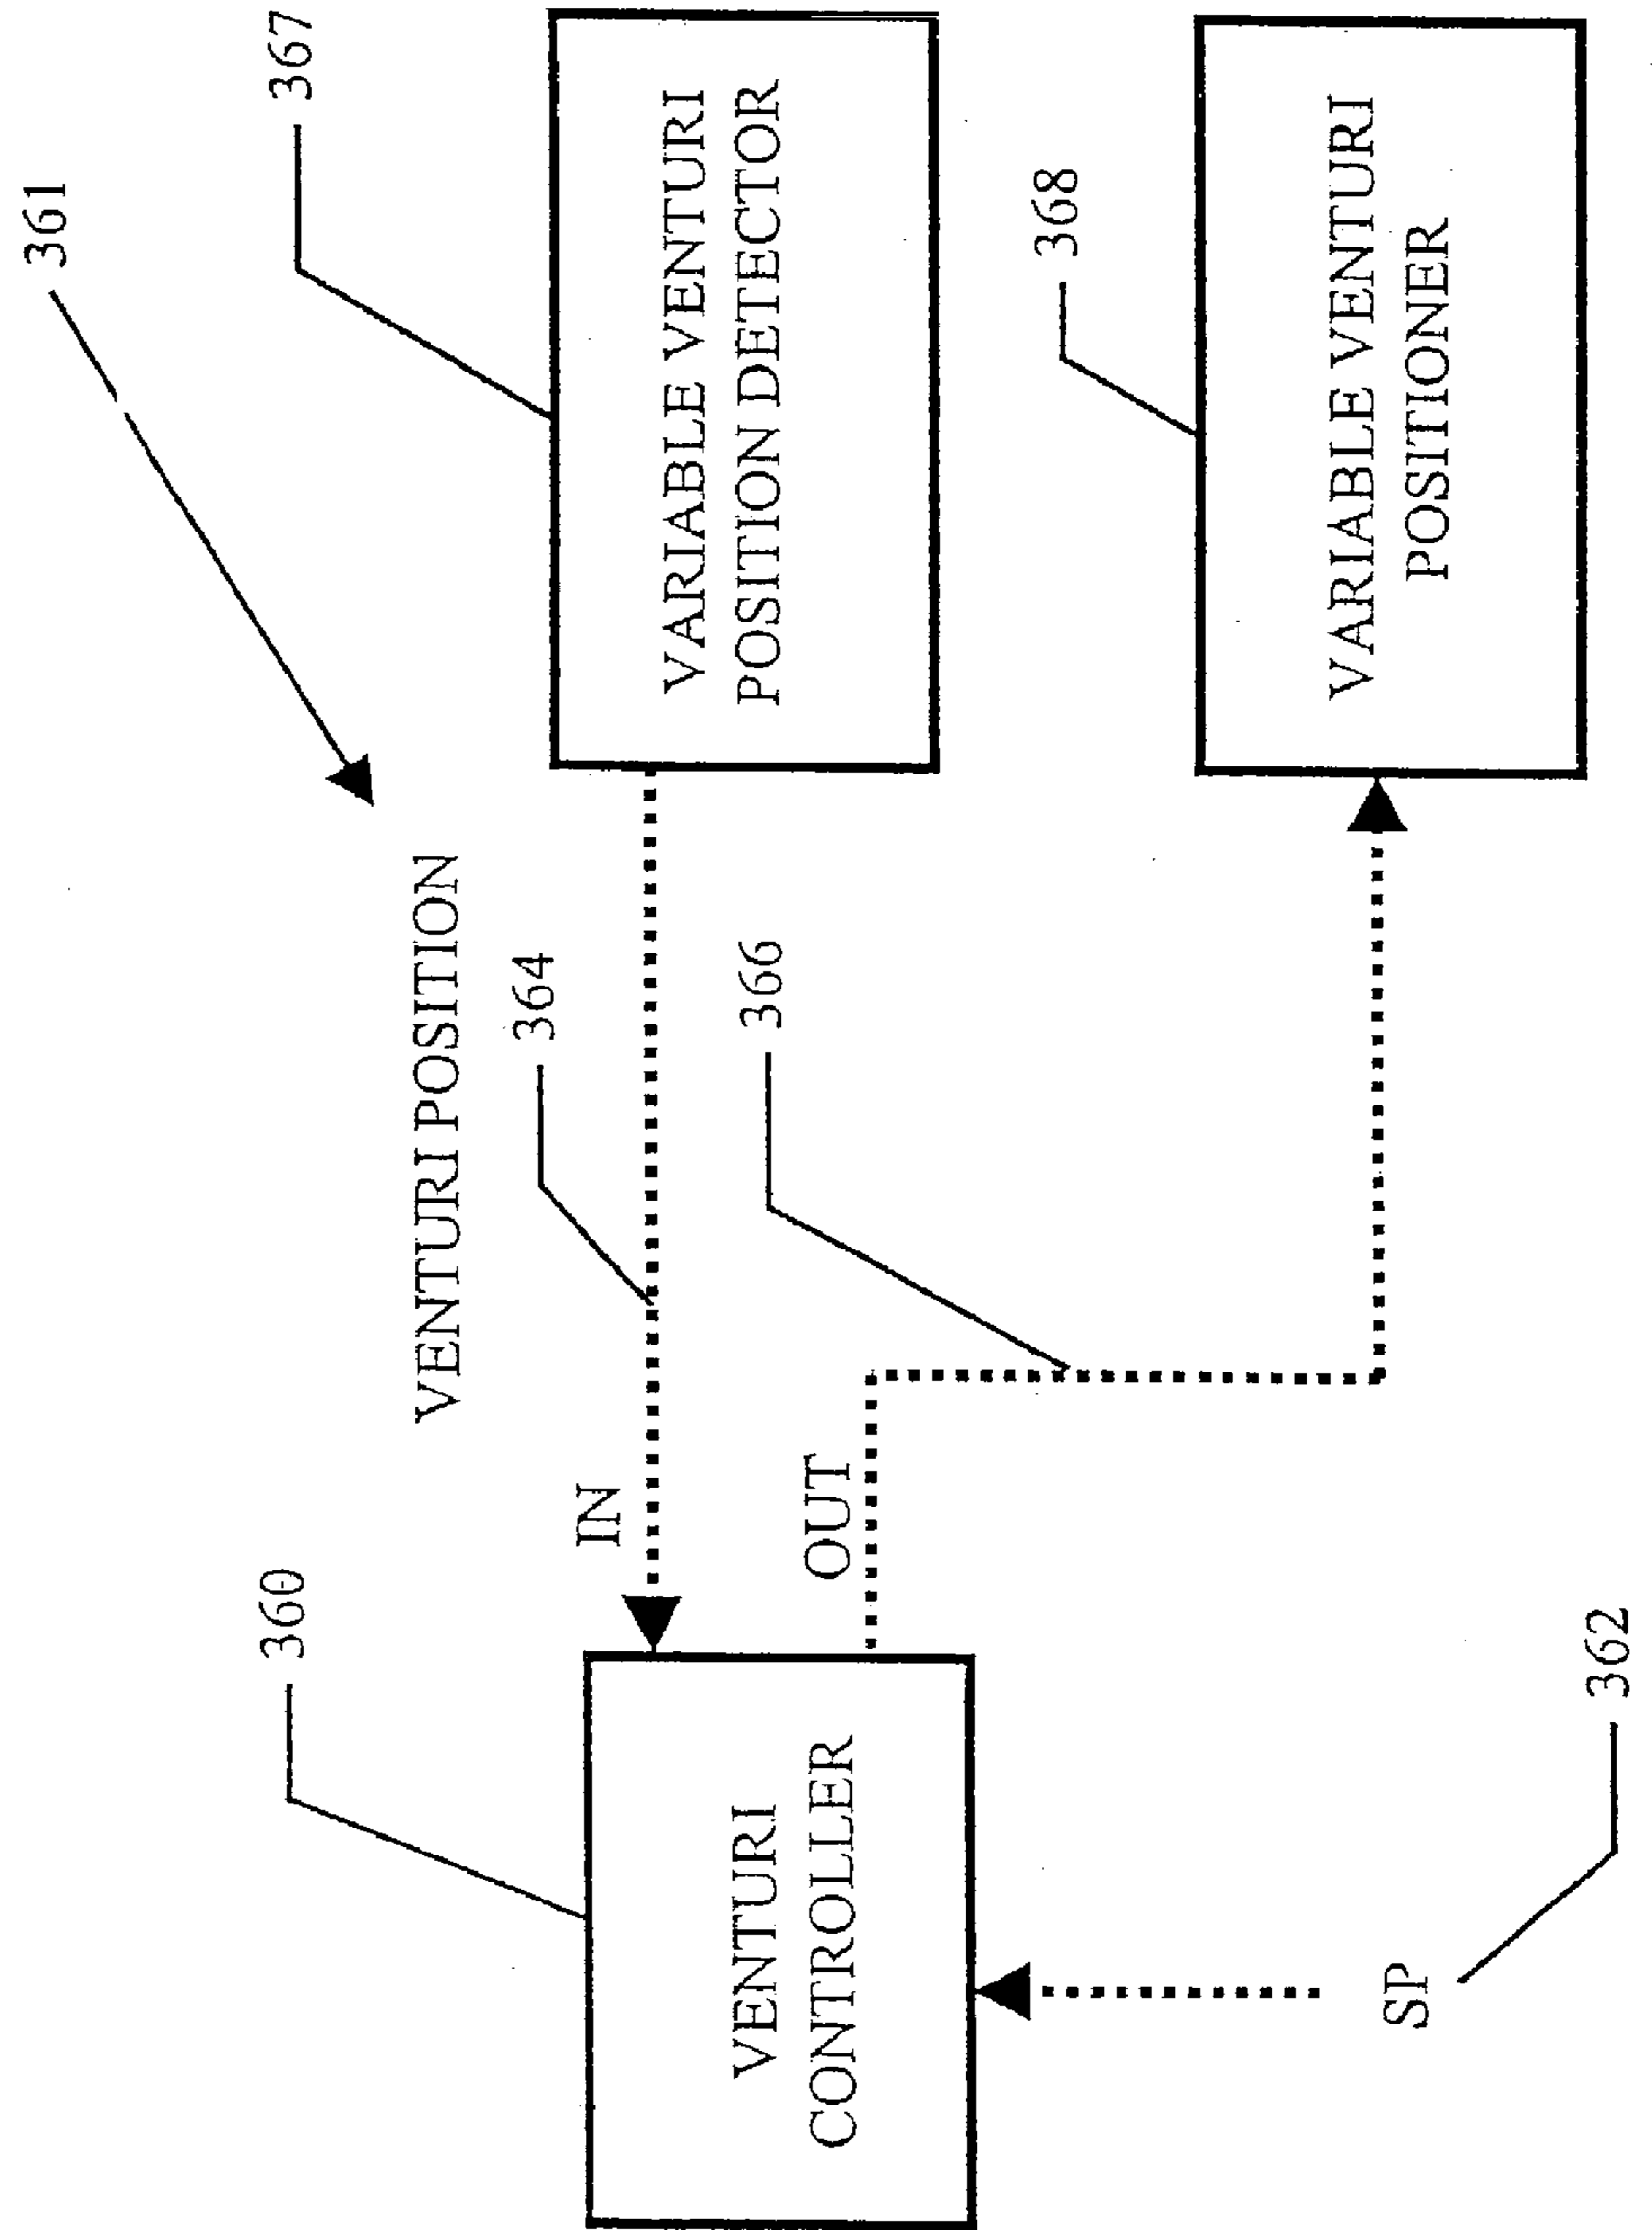 361
367
VENTURI POSITION
360
364
IN
VARIABLE VENTURI
POSITION DETECTOR
366
OUT
VENTURI
CONTROLLER
368
VARIABLE VENTURI
POSITIONER
SP
362